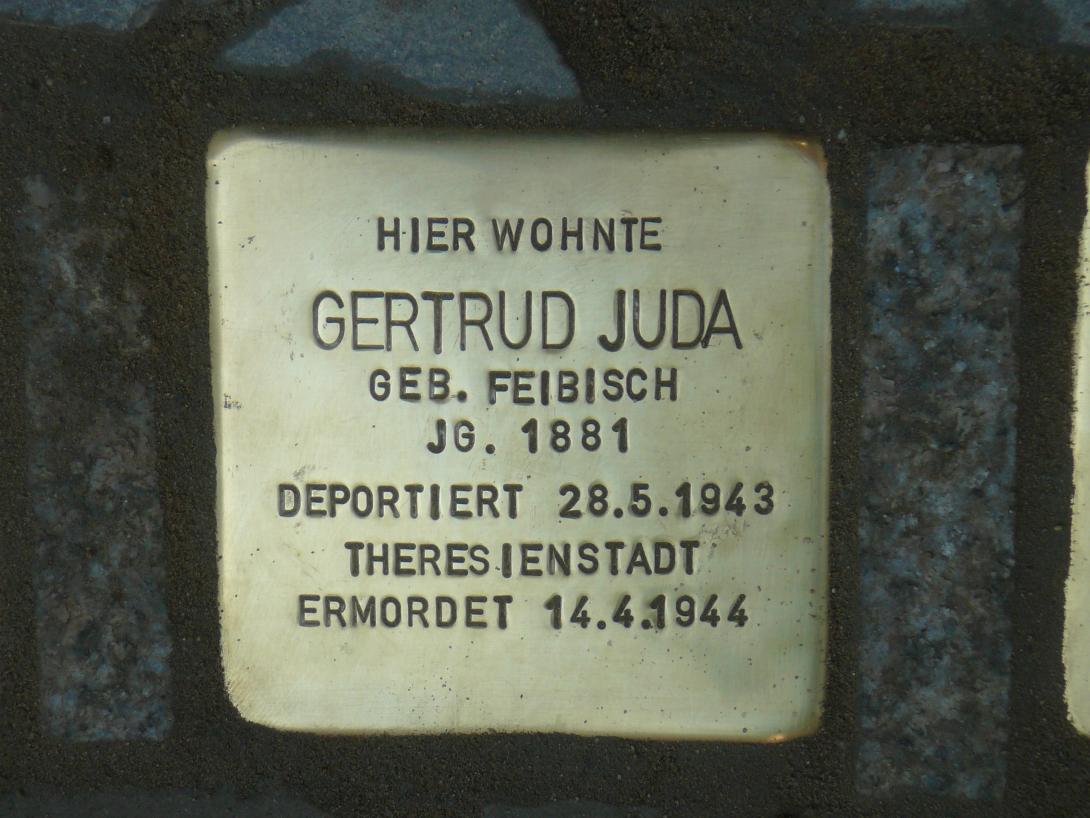 HIER WOHNTE
GERTRUD JUDA
GEB. FEIBISCH
JG. 1881
DEPORTIERT 28.5.1943
THERESIENSTADT
ERMORDET 14.4.1944